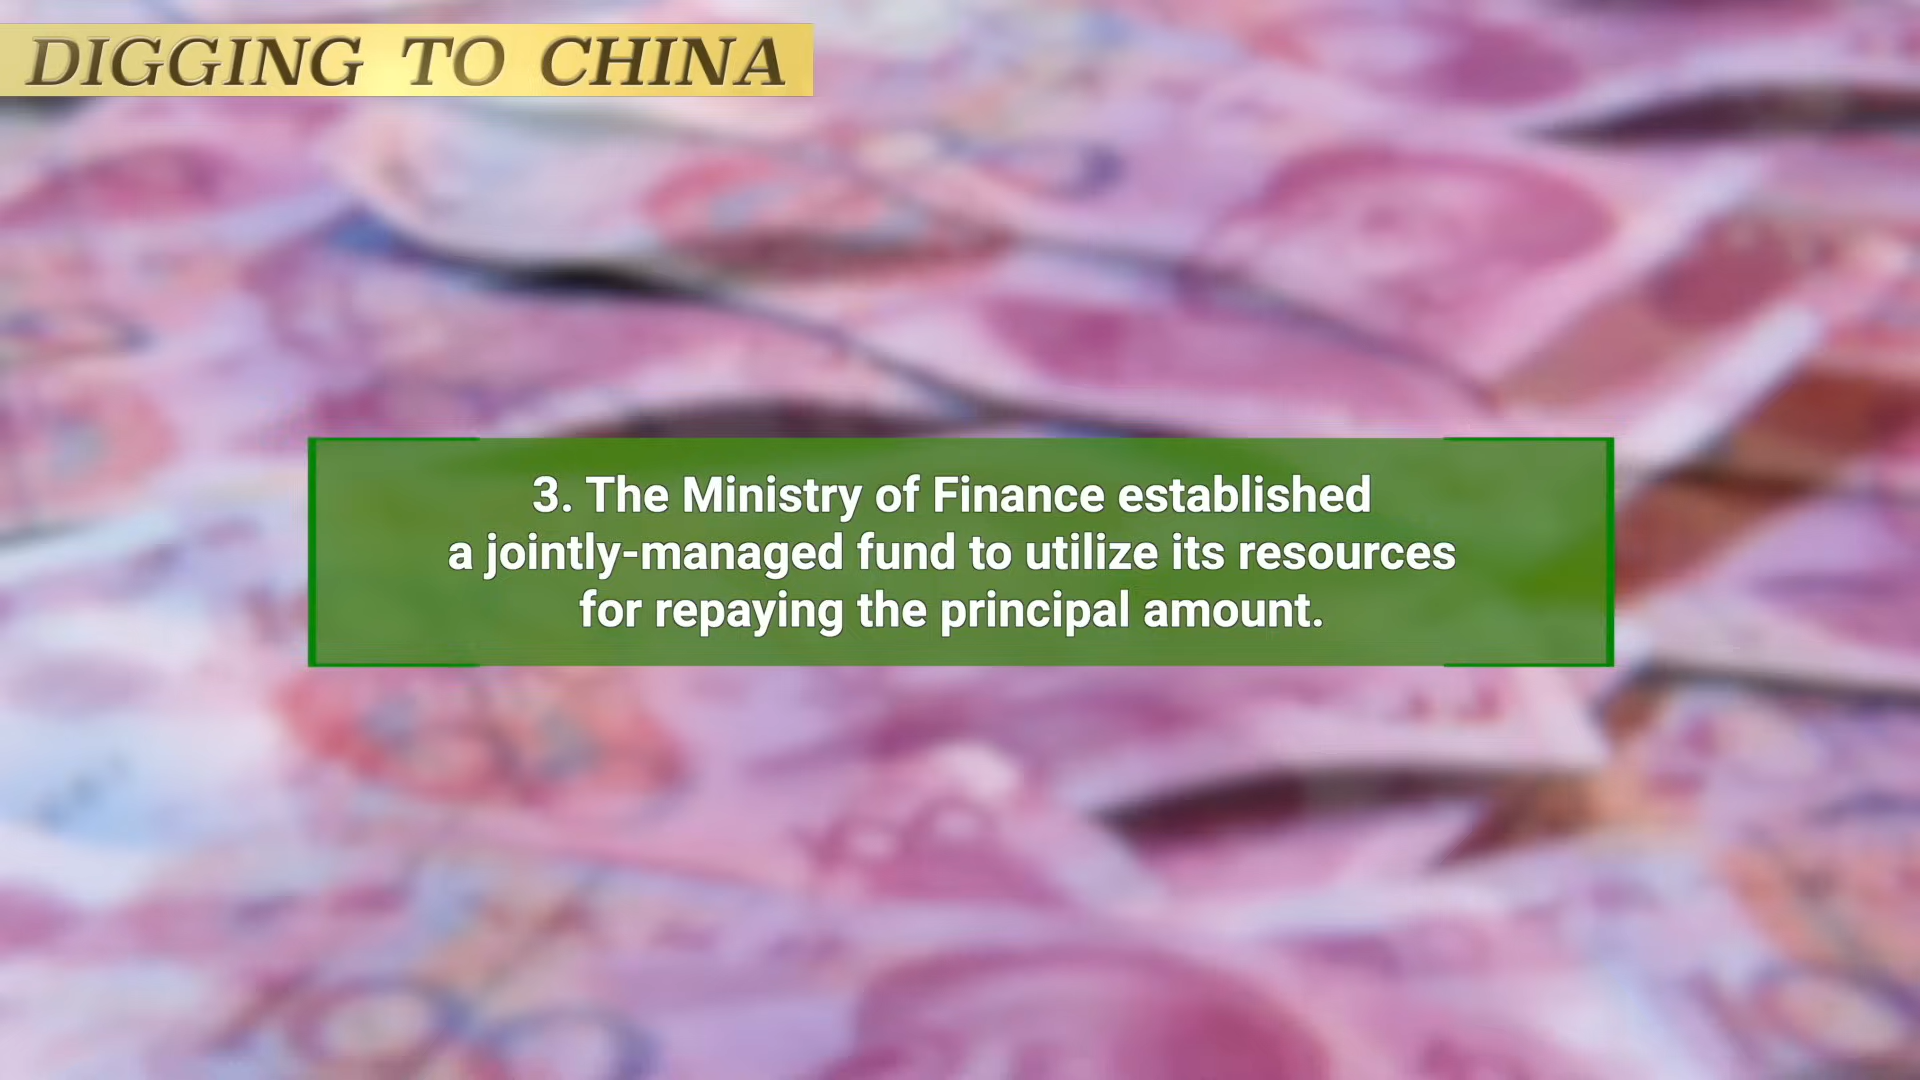 DIGGING TO CHINA
3. The Ministry of Finance established
a jointly-managed fund to utilize its resources
for repaying the principal amount.